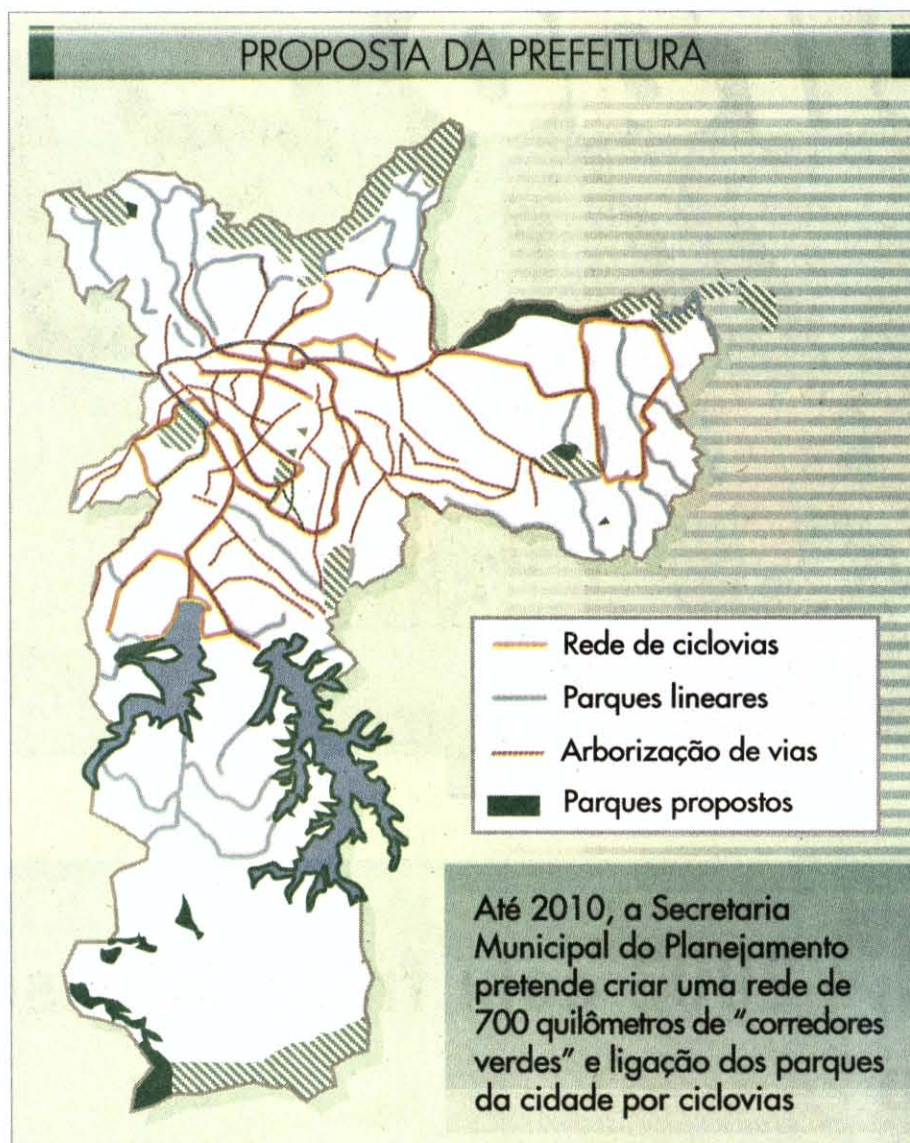 PROPOSTA DA PREFEITURA
Rede de ciclovias
Parques lineares
Arborização de vias
Parques propostos
Até 2010, a Secretaria
Municipal do Planejamento
pretende criar uma rede de
700 quilômetros de “corredores
verdes” e ligação dos parques
da cidade por ciclovias